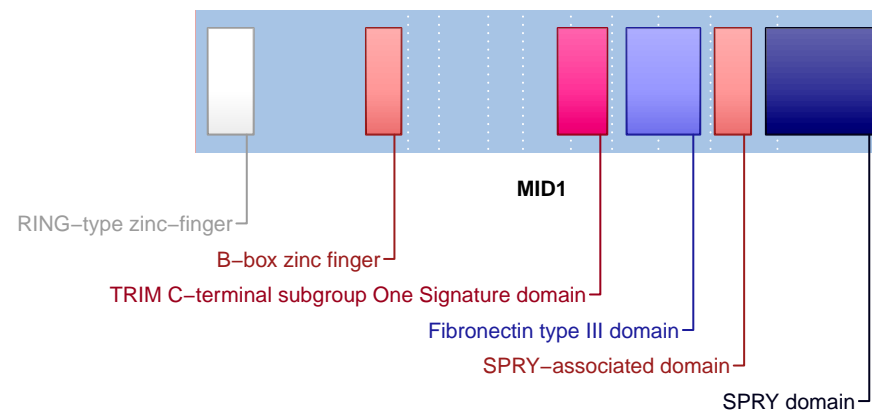 MID1
RING−type zinc−finger
B−box zinc finger
TRIM C−terminal subgroup One Signature domain
Fibronectin type III domain
SPRY−associated domain
SPRY domain